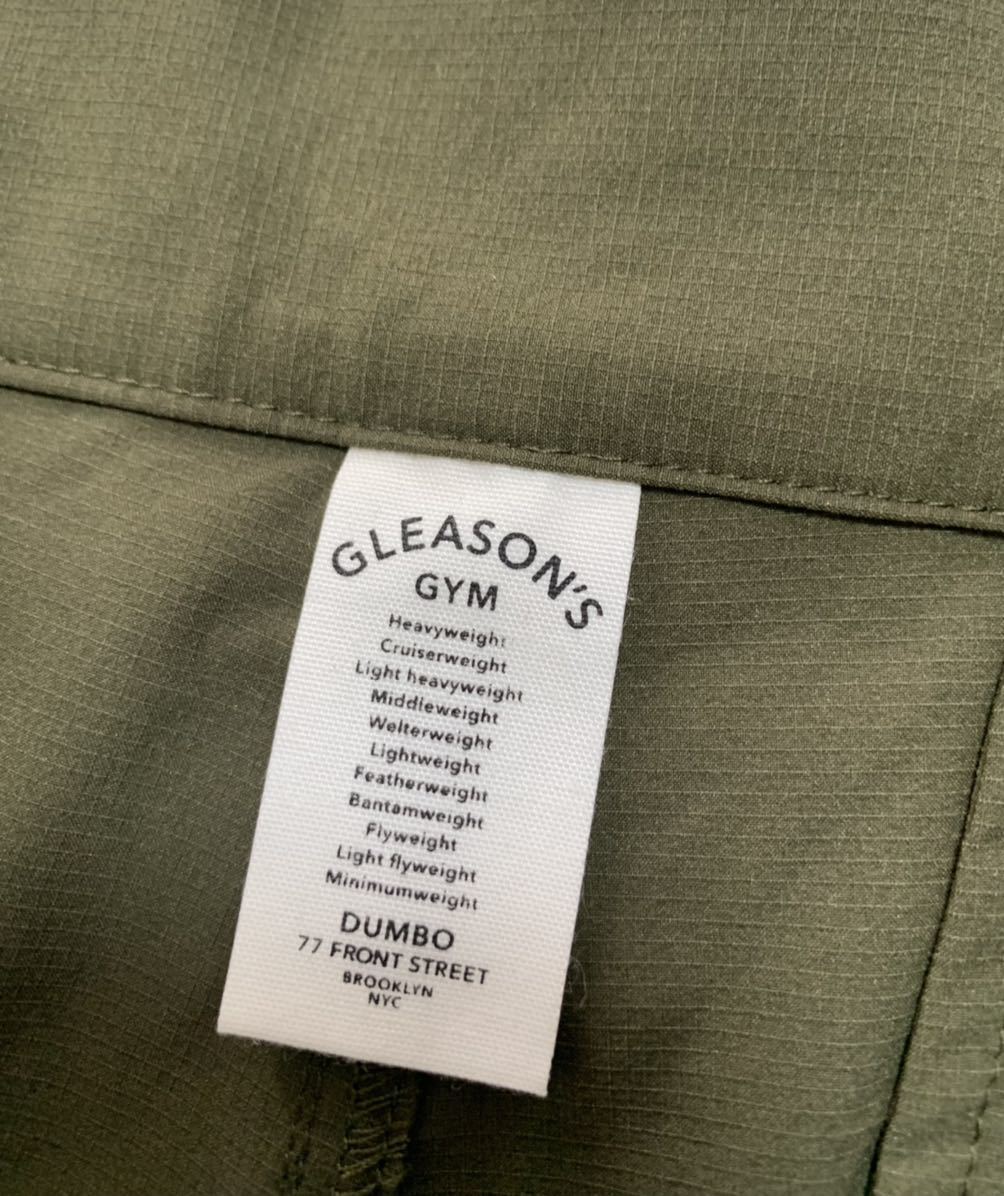 GLEASON'S
GYM
Heavyweight
Cruiserweight
Light heavyweight
Middleweight
Welterweight
Lightweight
Featherweight
Bantamweight
Flyweight
Light flyweight
Minimumweight
DUMBO
77 FRONT STREET
BROOKLYN
NYC